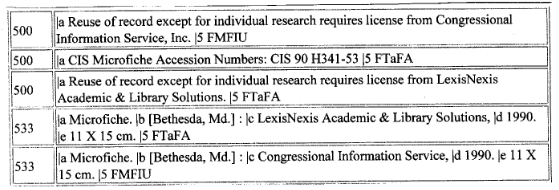 500 |a Reuse of record except for individual research requires license from Congressional
Information Service, Inc. |5 FMFIU
500 |a CIS Microfiche Accession Numbers: CIS 90 H341-53 |5 FTaFA
500 |a Reuse of record except for individual research requires license from LexisNexis
Academic & Library Solutions. |5 FTaFA
533 |a Microfiche. |b [Bethesda, Md.] : |c LexisNexis Academic & Library Solutions, |d 1990.
|e 11 X 15 cm. |5 FTaFA
533 |a Microfiche. |b [Bethesda, Md.] : |c Congressional Information Service, |d 1990. |e 11 X
15 cm. |5 FMFIU